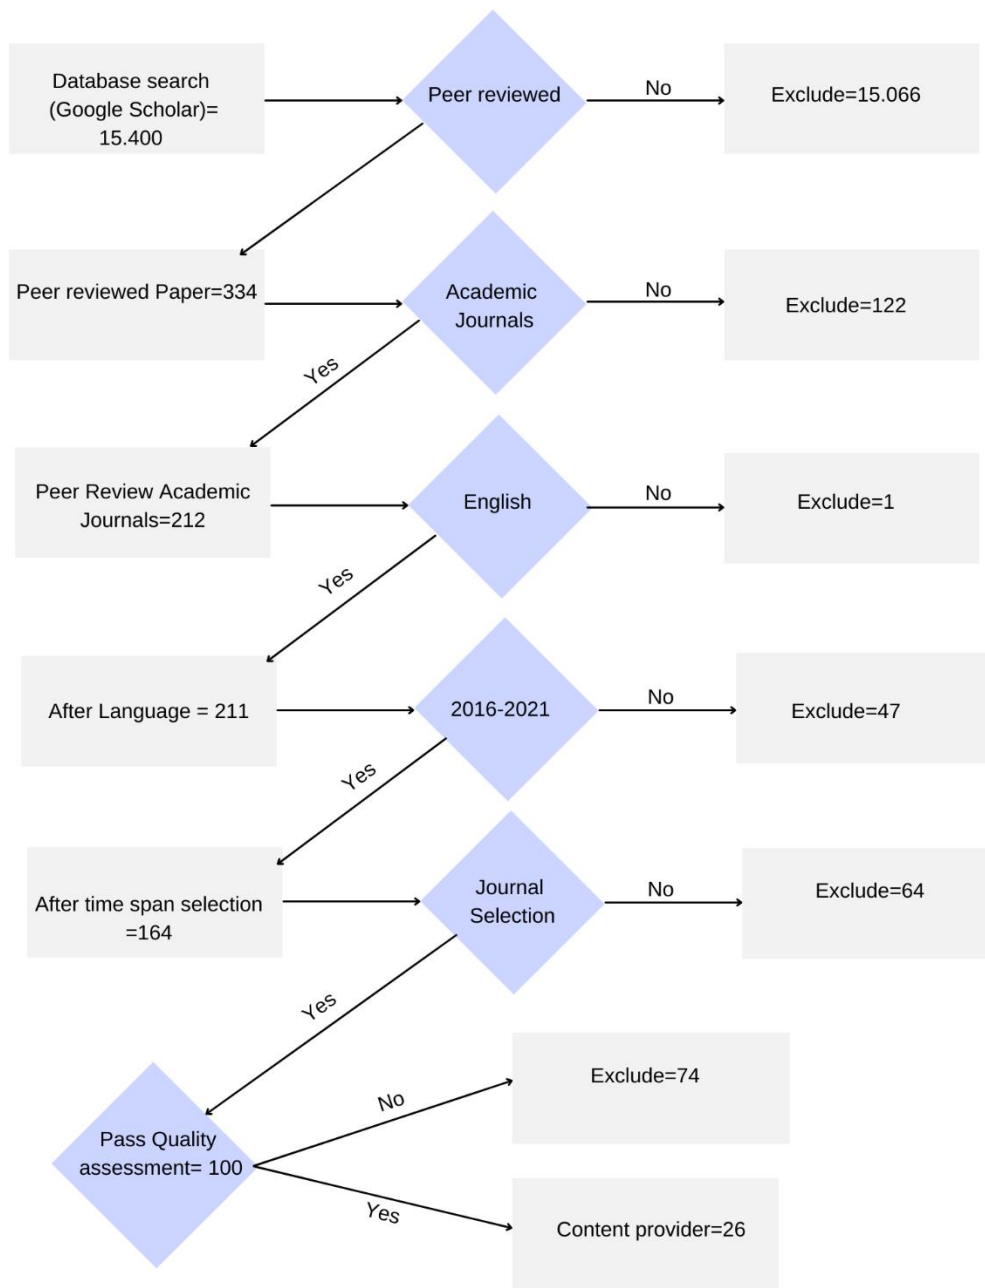 Database search
(Google Scholar)=
15.400
Peer reviewed
No
Exclude=15.066
Peer reviewed Paper=334
Academic
Journals
No
Exclude=122
Yes
Peer Review Academic
Journals=212
English
No
Exclude=1
Yes
After Language = 211
2016-2021
No
Exclude=47
Yes
After time span selection
=164
Journal
Selection
No
Exclude=64
Yes
Pass Quality
assessment= 100
No
Exclude=74
Yes
Content provider=26